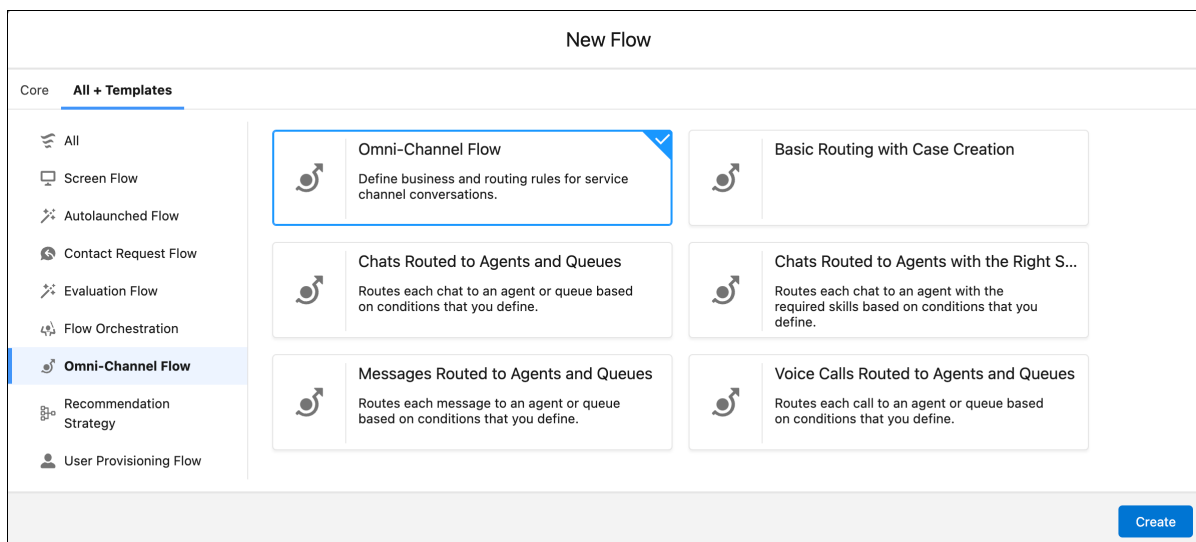 New Flow
Core
All + Templates
All
Screen Flow
Autolaunched Flow
Contact Request Flow
Evaluation Flow
Flow Orchestration
Omni-Channel Flow
Recommendation
Strategy
User Provisioning Flow
Omni-Channel Flow
Define business and routing rules for service
channel conversations.
Basic Routing with Case Creation
Chats Routed to Agents and Queues
Routes each chat to an agent or queue based
on conditions that you define.
Chats Routed to Agents with the Right S...
Routes each chat to an agent with the
required skills based on conditions that you
define.
Messages Routed to Agents and Queues
Routes each message to an agent or queue
based on conditions that you define.
Voice Calls Routed to Agents and Queues
Routes each call to an agent or queue based
on conditions that you define.
Create